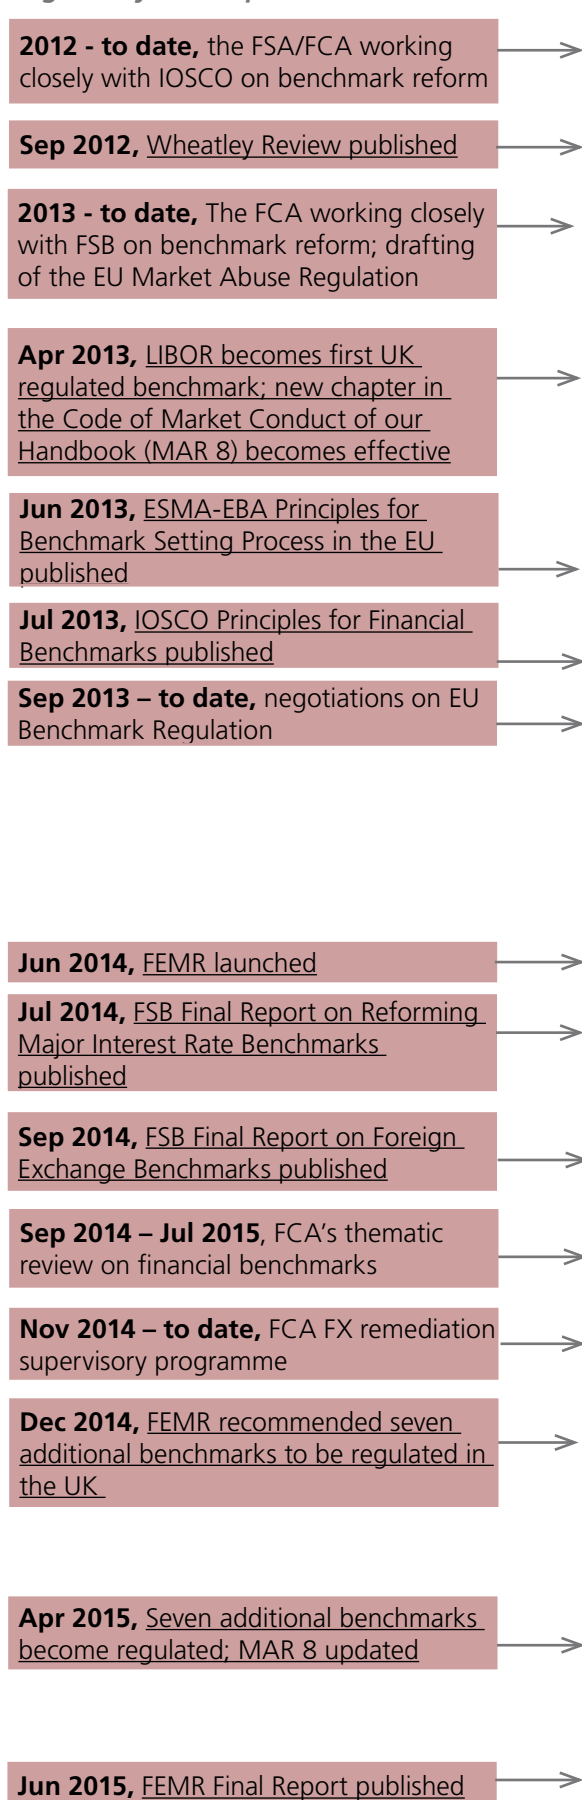 2012 - to date, the FSA/FCA working
closely with IOSCO on benchmark reform
Sep 2012, Wheatley Review published
2013 - to date, The FCA working closely
with FSB on benchmark reform; drafting
of the EU Market Abuse Regulation
Apr 2013, LIBOR becomes first UK
regulated benchmark; new chapter in
the Code of Market Conduct of our
Handbook (MAR 8) becomes effective
Jun 2013, ESMA-EBA Principles for
Benchmark Setting Process in the EU
published
Jul 2013, IOSCO Principles for Financial
Benchmarks published
Sep 2013 – to date, negotiations on EU
Benchmark Regulation
Jun 2014, FEMR launched
Jul 2014, FSB Final Report on Reforming
Major Interest Rate Benchmarks
published
Sep 2014, FSB Final Report on Foreign
Exchange Benchmarks published
Sep 2014 – Jul 2015, FCA’s thematic
review on financial benchmarks
Nov 2014 – to date, FCA FX remediation
supervisory programme
Dec 2014, FEMR recommended seven
additional benchmarks to be regulated in
the UK
Apr 2015, Seven additional benchmarks
become regulated; MAR 8 updated
Jun 2015, FEMR Final Report published